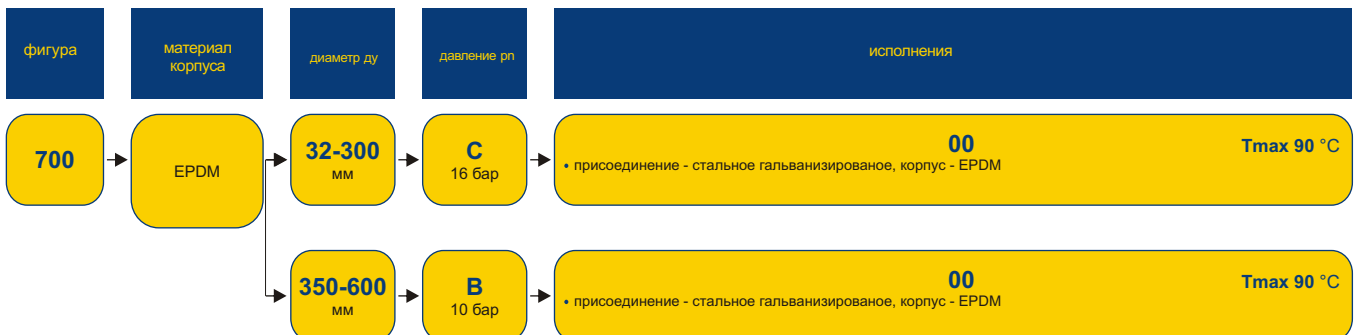 фигура
материал
корпуса
диаметр ду
давление pn
исполнения
700
EPDM
32-300
мм
C
16 бар
00
Tmax 90 °C
• присоединение - стальное гальванизированое, корпус - EPDM
350-600
мм
B
10 бар
00
Tmax 90 °C
• присоединение - стальное гальванизированое, корпус - EPDM